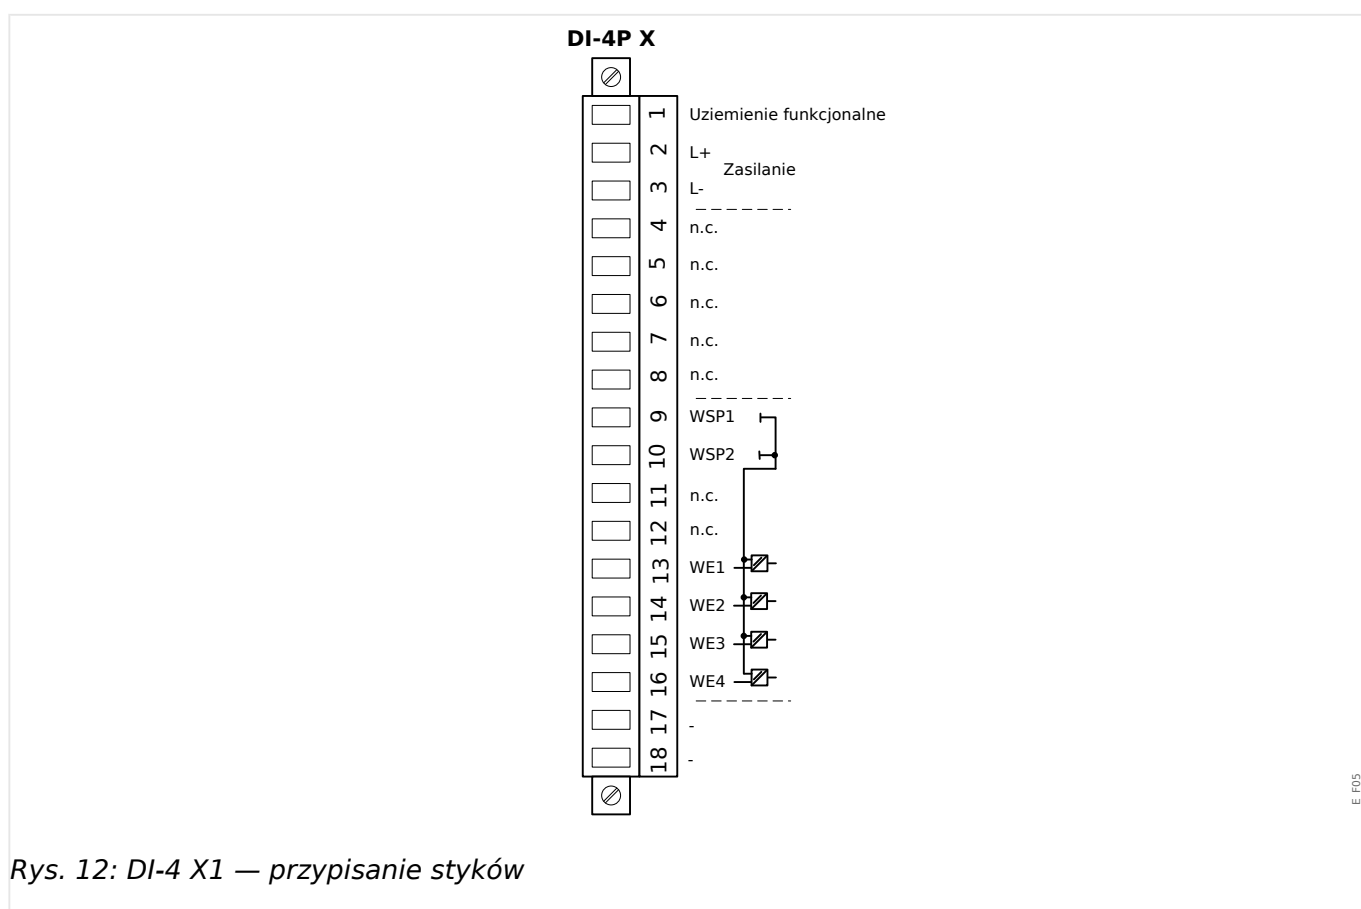 DI-4P X
1 Uziemienie funkcjonalne
2 L+
Zasilanie
3 L-
4 n.c.
5 n.c.
6 n.c.
7 n.c.
8 n.c.
9 WSP1
10 WSP2
11 n.c.
12 n.c.
13 WE1
14 WE2
15 WE3
16 WE4
17 -
18 -
E F05
Rys. 12: DI-4 X1 — przypisanie styków